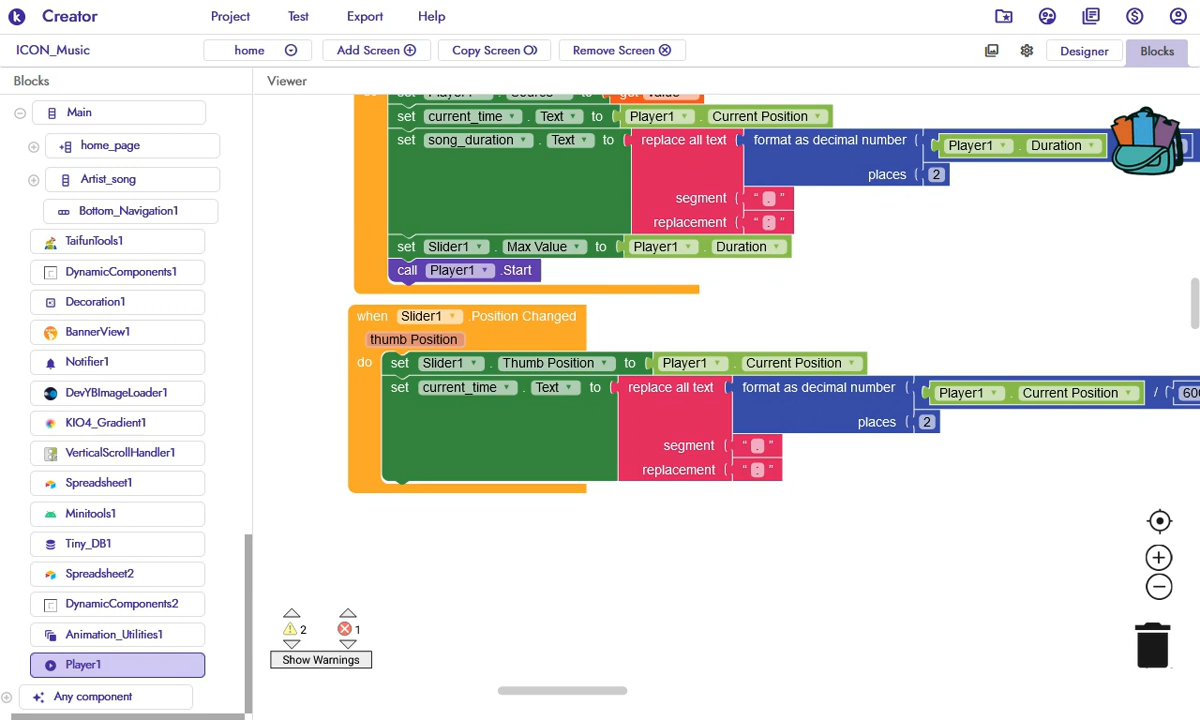 Creator Project Test Export Help
ICON_Music home Add Screen Copy Screen Remove Screen Designer Blocks
Blocks Viewer
Main
home_page
Artist_song
Bottom_Navigation1
TaifunTools1
DynamicComponents1
Decoration1
BannerView1
Notifier1
DevYBImageLoader1
KIO4_Gradient1
VerticalScrollHandler1
Spreadsheet1
Minitools1
Tiny_DB1
Spreadsheet2
DynamicComponents2
Animation_Utilities1
Player1
Any component
set current_time . Text to Player1 . Current Position
set song_duration . Text to replace all text format as decimal number Player1 . Duration
places 2
segment " . "
replacement " : "
set Slider1 . Max Value to Player1 . Duration
call Player1 .Start
when Slider1 .Position Changed
thumb Position
do set Slider1 . Thumb Position to Player1 . Current Position
set current_time . Text to replace all text format as decimal number Player1 . Current Position / 600
places 2
segment " . "
replacement " : "
2 1
Show Warnings